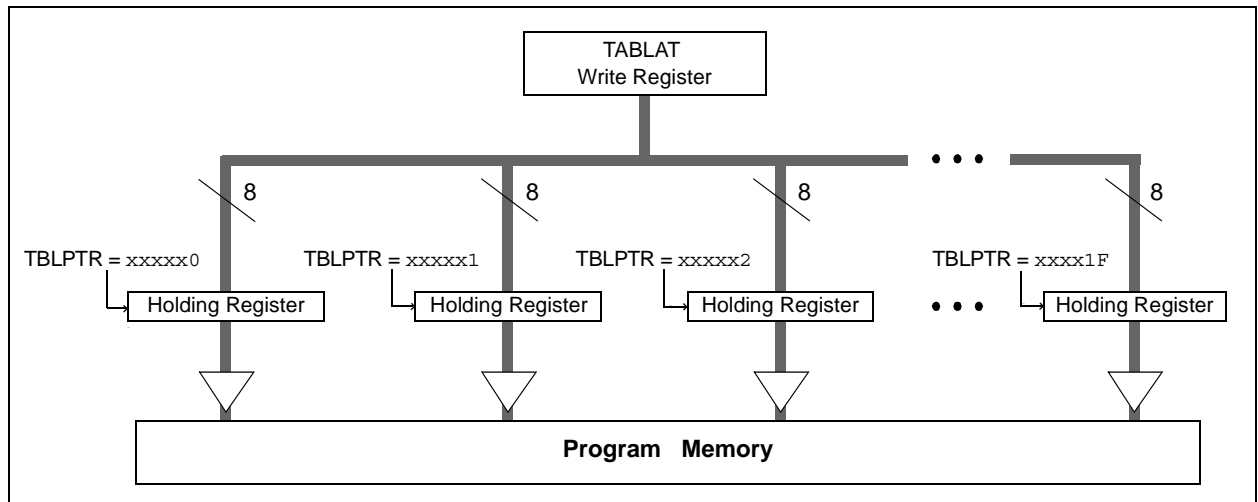 TABLAT
Write Register
8 8 8 8
TBLPTR = xxxxx0 TBLPTR = xxxxx1 TBLPTR = xxxxx2 TBLPTR = xxxx1F
Holding Register Holding Register Holding Register Holding Register
Program Memory